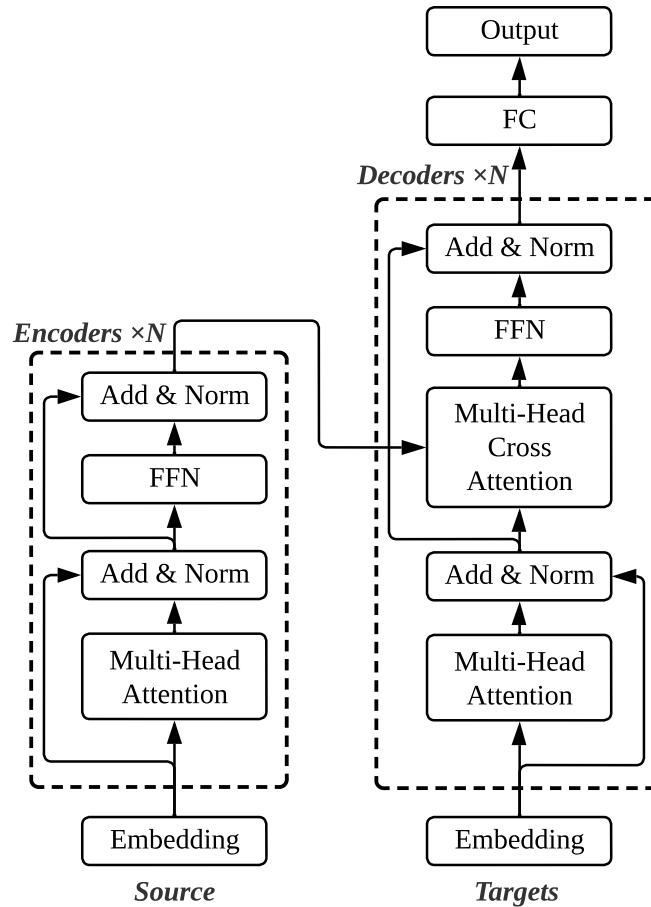 Output
FC
Decoders ×N
Add & Norm
FFN
Multi-Head
Cross
Attention
Add & Norm
Multi-Head
Attention
Embedding
Targets
Encoders ×N
Add & Norm
FFN
Add & Norm
Multi-Head
Attention
Embedding
Source